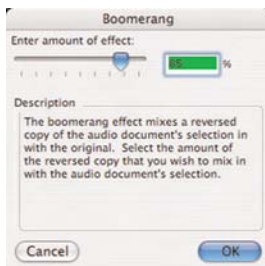 Boomerang
Enter amount of effect:
85 %
Description
The boomerang effect mixes a reversed
copy of the audio document's selection in
with the original. Select the amount of
the reversed copy that you wish to mix in
with the audio document's selection.
Cancel
OK